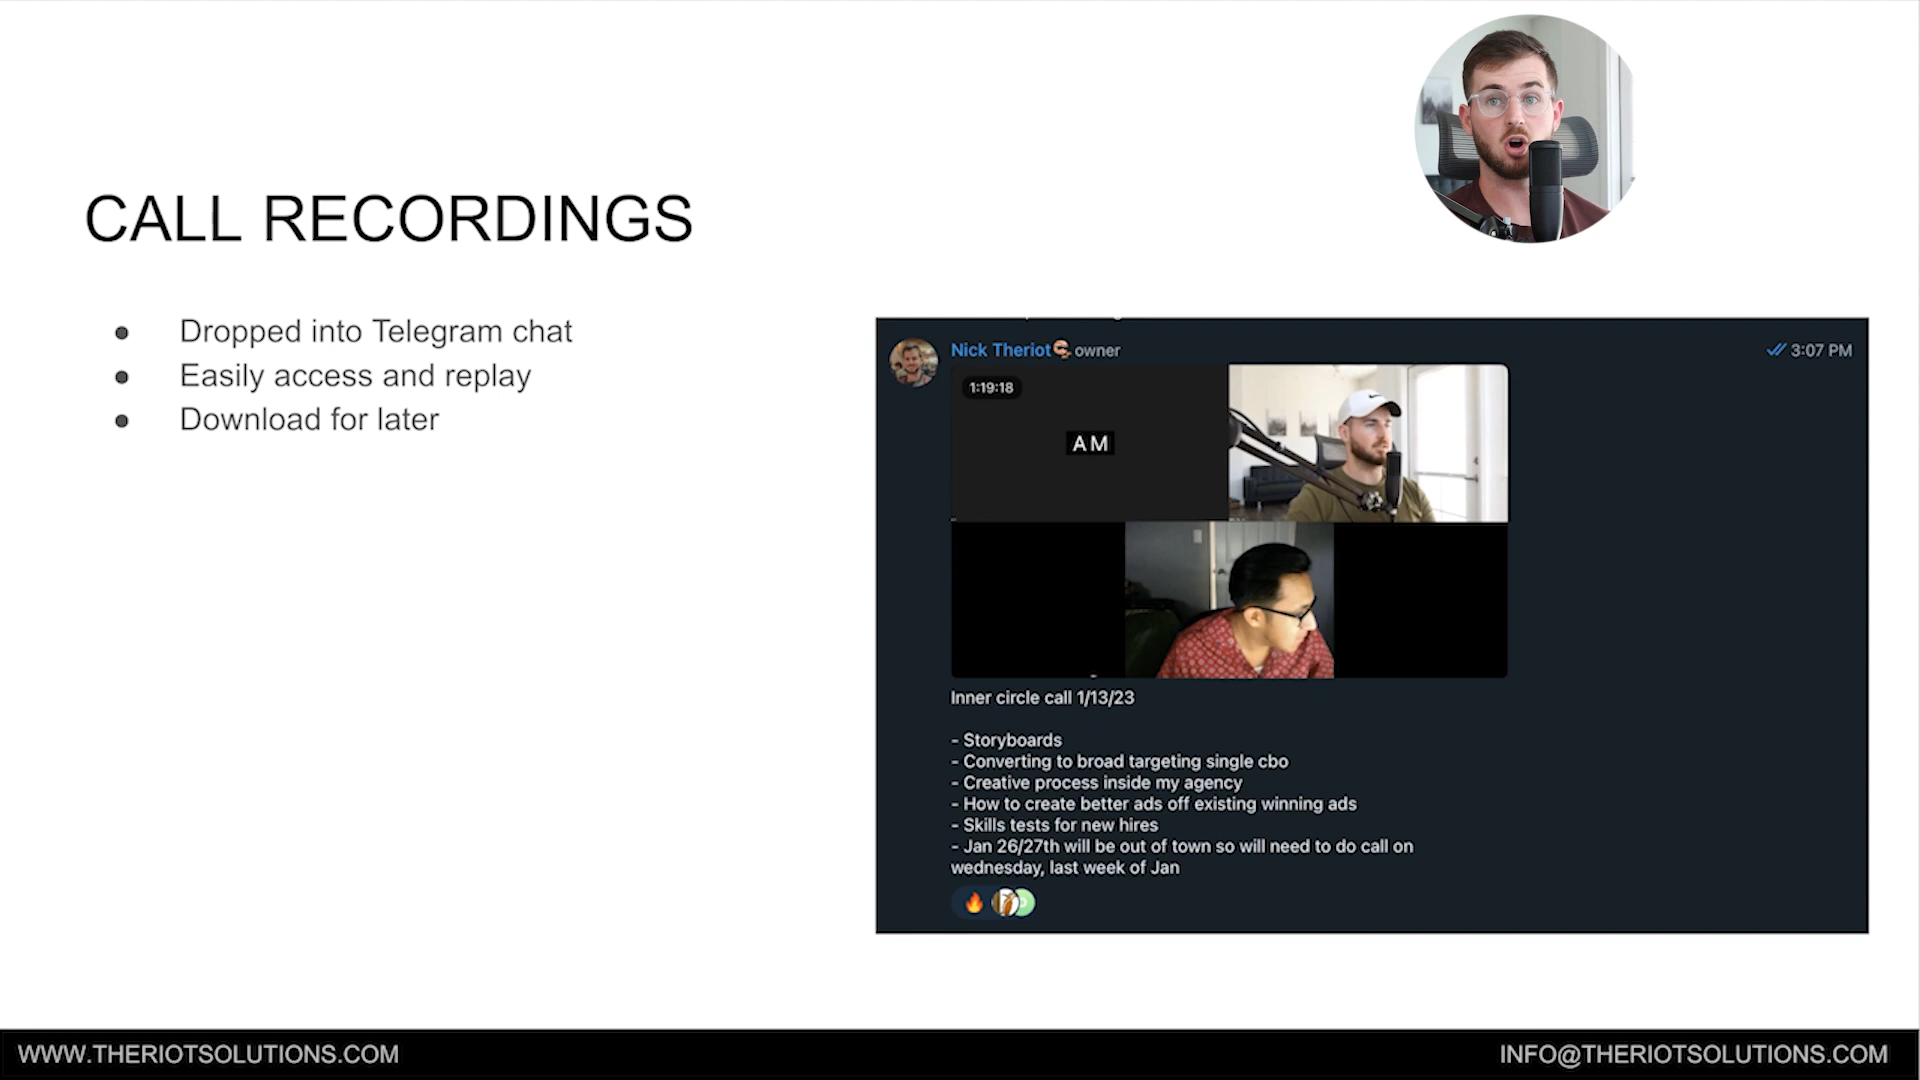 CALL RECORDINGS
● Dropped into Telegram chat
● Easily access and replay
● Download for later
Nick Theriot owner 3:07 PM
1:19:18
AM
Inner circle call 1/13/23
- Storyboards
- Converting to broad targeting single cbo
- Creative process inside my agency
- How to create better ads off existing winning ads
- Skills tests for new hires
- Jan 26/27th will be out of town so will need to do call on
wednesday, last week of Jan
WWW.THERIOTSOLUTIONS.COM
INFO@THERIOTSOLUTIONS.COM